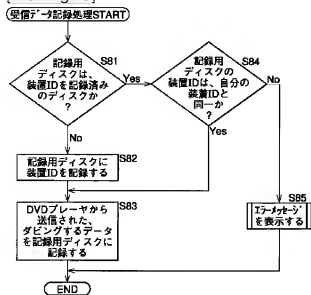 受信ﾃﾞｰﾀ記録処理START
S81
記録用
ディスクは、
装置IDを記録済み
のディスクか
?
Yes
No
S84
記録用
ディスクの
装置IDは、自分の
装着IDと
同一か
?
No
Yes
S82
記録用ディスクに
装置IDを記録する
S83
DVDプレーヤから
送信された、
ダビングするデータ
を記録用ディスクに
記録する
S85
ｴﾗｰﾒｯｾｰｼﾞ
を表示する
END